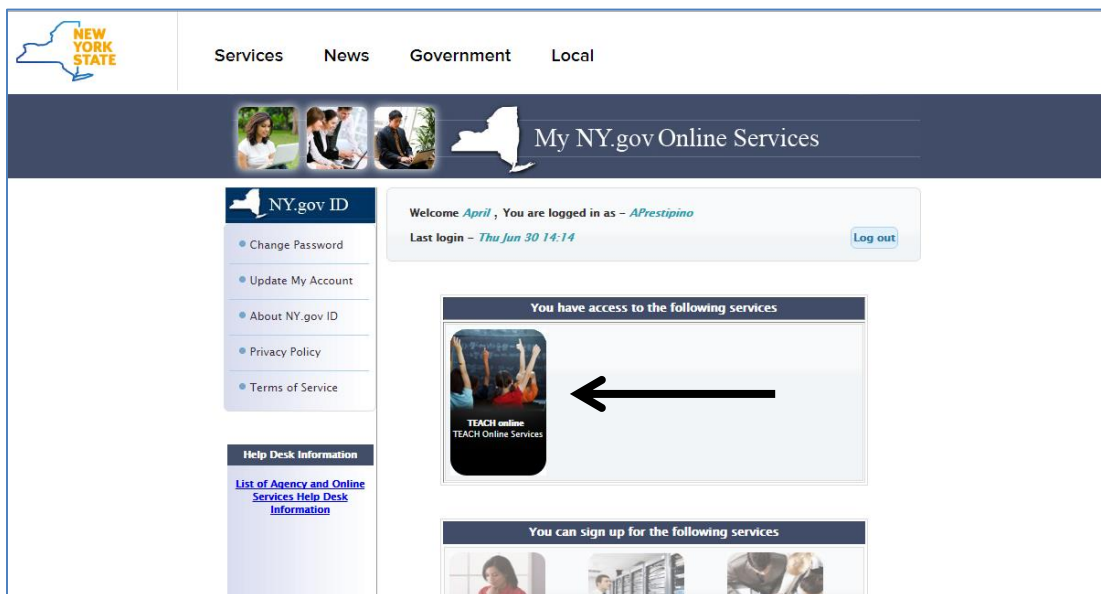 NEW
YORK
STATE
Services News Government Local
My NY.gov Online Services
NY.gov ID
Change Password
Update My Account
About NY.gov ID
Privacy Policy
Terms of Service
Help Desk Information
List of Agency and Online
Services Help Desk
Information
Welcome April , You are logged in as - APrestipino
Last login - Thu Jun 30 14:14
Log out
You have access to the following services
TEACH online
TEACH Online Services
You can sign up for the following services